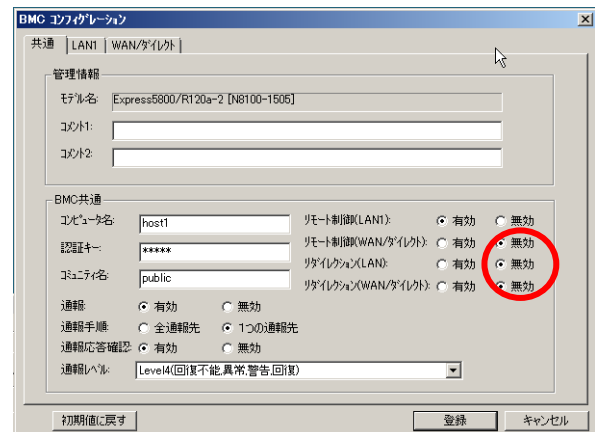 BMC コンフィグレーション
共通 LAN1 WAN/ダイレクト
管理情報
モデル名: Express5800/R120a-2 [N8100-1505]
コメント1:
コメント2:
BMC共通
コンピュータ名: host1 リモート制御(LAN1): 有効 無効
認証キー: ***** リモート制御(WAN/ダイレクト): 有効 無効
コミュニティ名: public リダイレクション(LAN): 有効 無効
リダイレクション(WAN/ダイレクト): 有効 無効
通報: 有効 無効
通報手順: 全通報先 1つの通報先
通報応答確認: 有効 無効
通報レベル: Level4(回復不能,異常,警告,回復)
初期値に戻す 登録 キャンセル